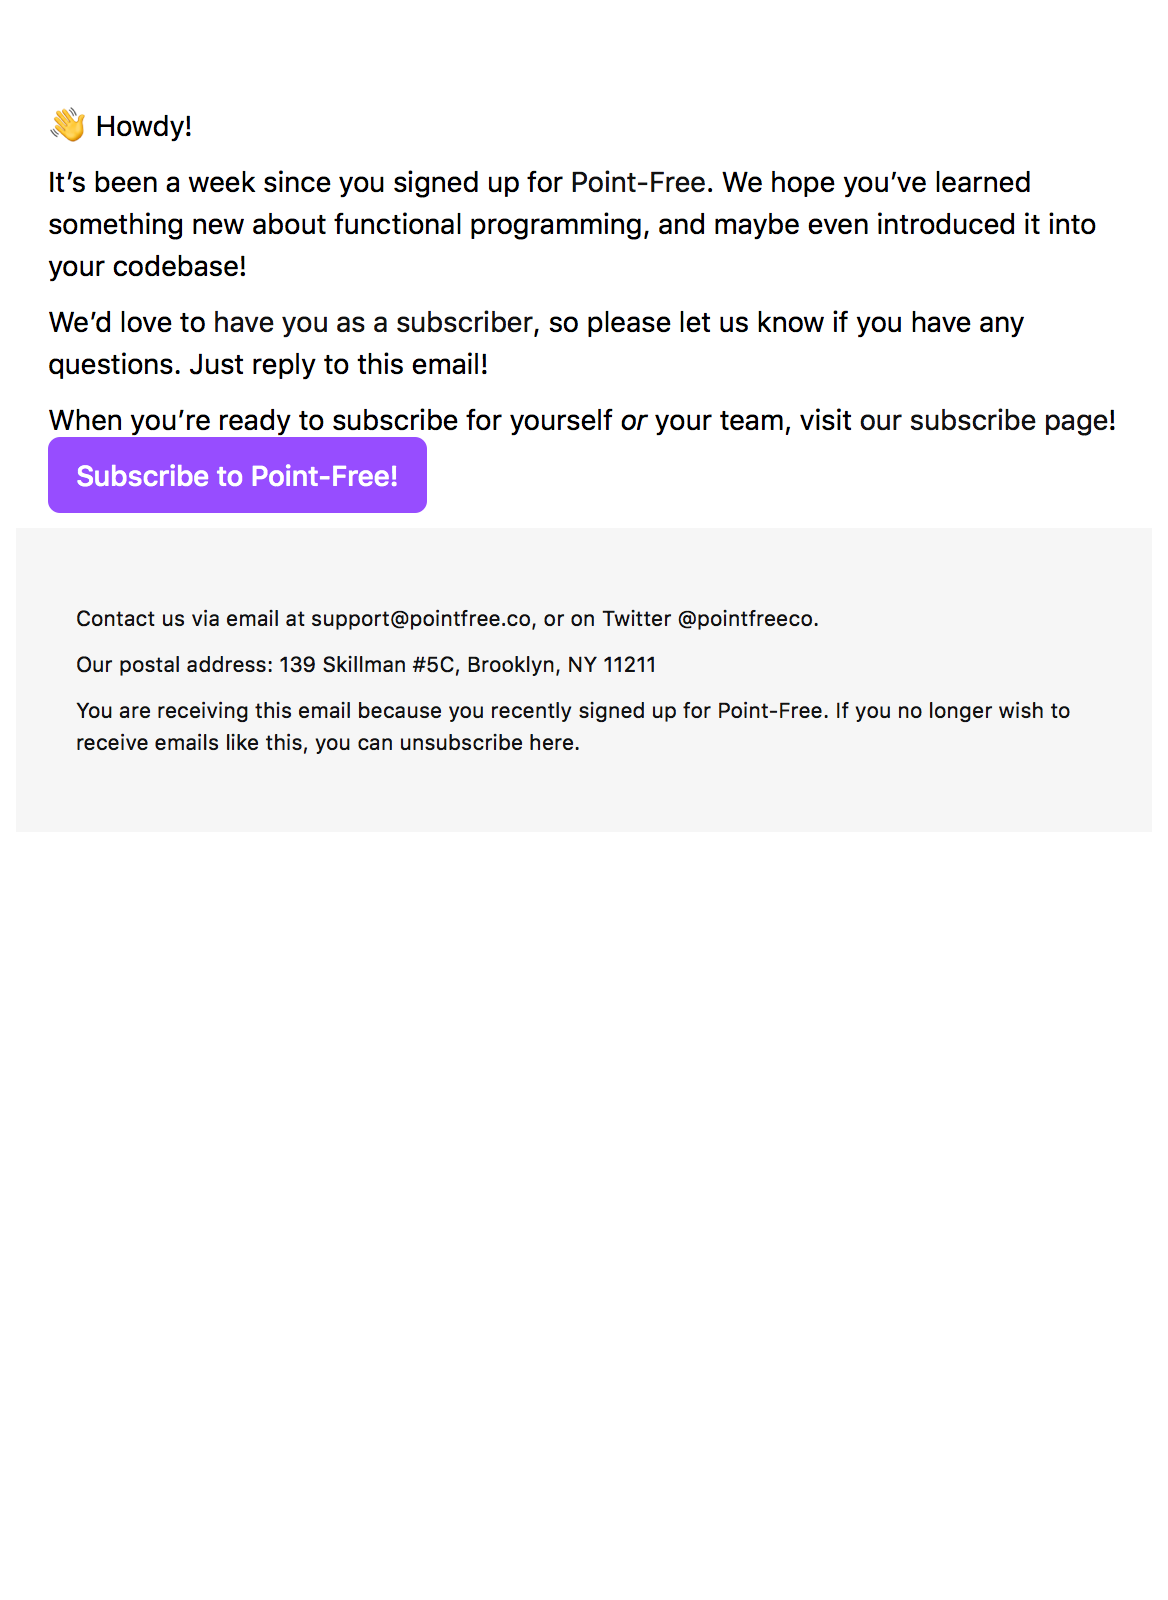 👋 Howdy!
It’s been a week since you signed up for Point-Free. We hope you’ve learned
something new about functional programming, and maybe even introduced it into
your codebase!
We’d love to have you as a subscriber, so please let us know if you have any
questions. Just reply to this email!
When you’re ready to subscribe for yourself or your team, visit our subscribe page!
Subscribe to Point-Free!
Contact us via email at support@pointfree.co, or on Twitter @pointfreeco.
Our postal address: 139 Skillman #5C, Brooklyn, NY 11211
You are receiving this email because you recently signed up for Point-Free. If you no longer wish to
receive emails like this, you can unsubscribe here.